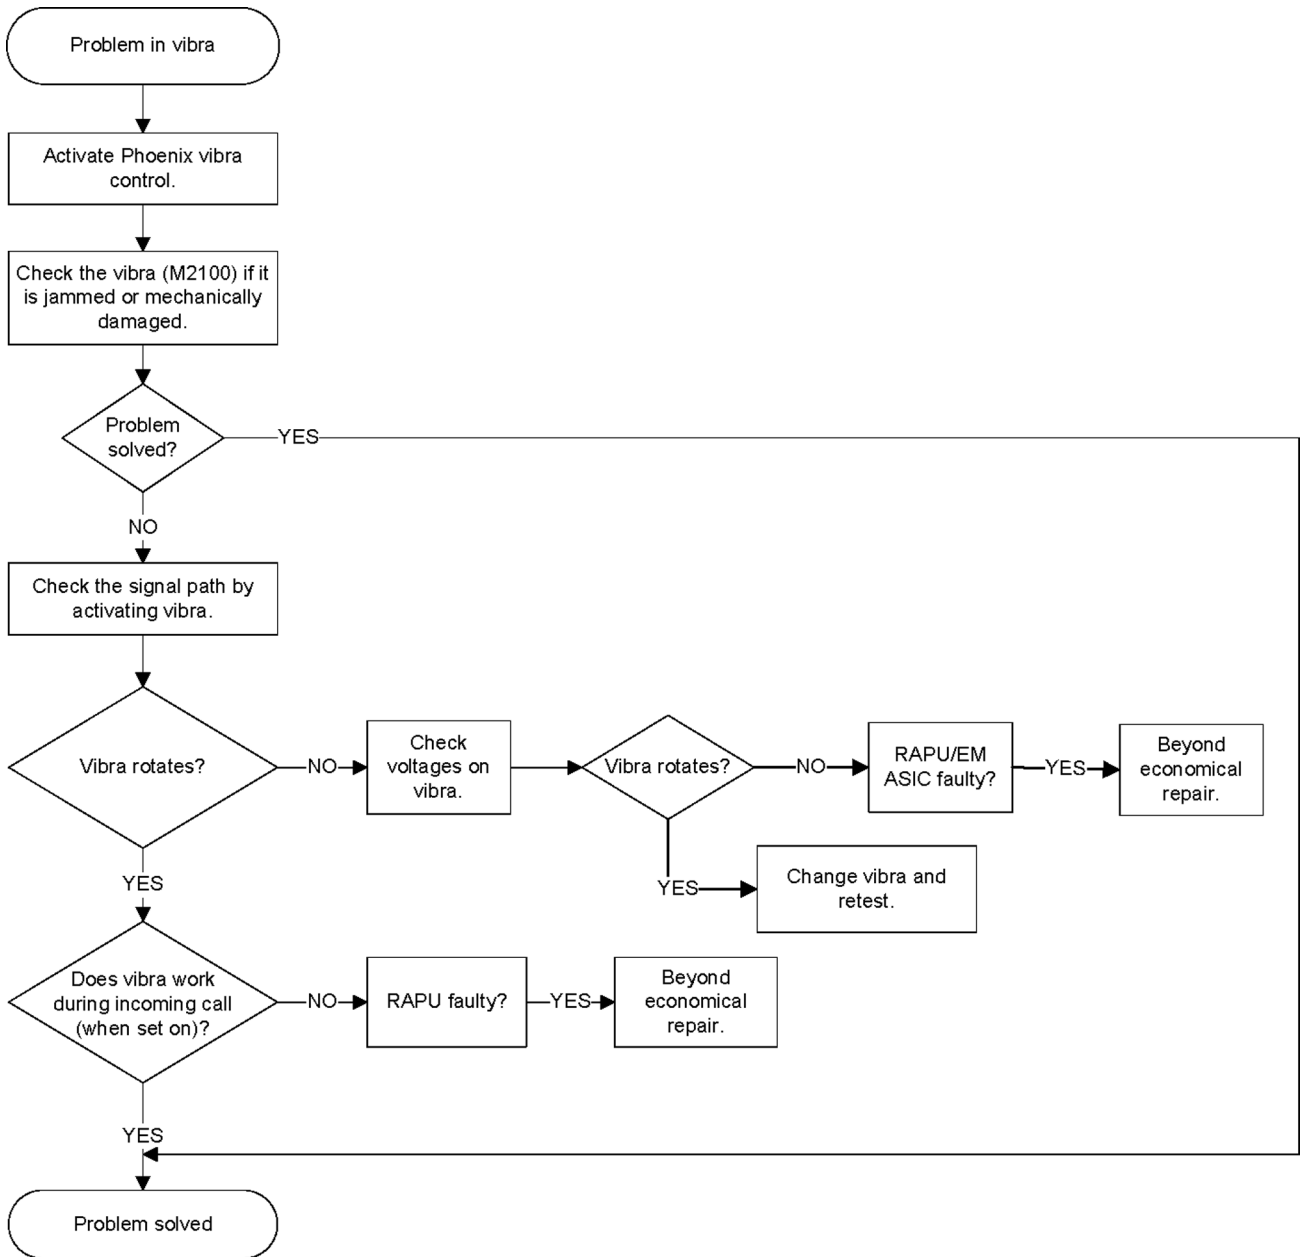 Problem in vibra
Activate Phoenix vibra
control.
Check the vibra (M2100) if it
is jammed or mechanically
damaged.
Problem
solved?
YES
NO
Check the signal path by
activating vibra.
Vibra rotates?
NO
Check
voltages on
vibra.
Vibra rotates?
NO
RAPU/EM
ASIC faulty?
YES
Beyond
economical
repair.
YES
Change vibra and
retest.
YES
Does vibra work
during incoming call
(when set on)?
NO
RAPU faulty?
YES
Beyond
economical
repair.
YES
Problem solved